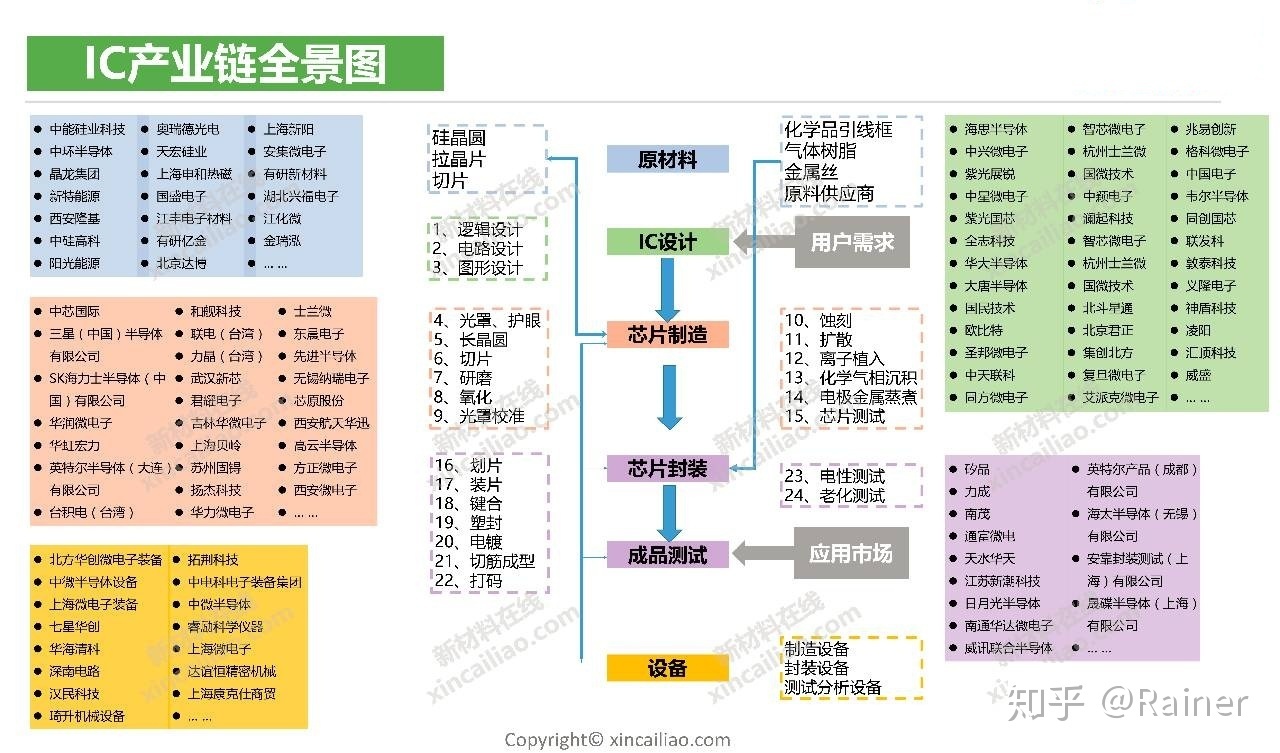 IC产业链全景图
中能硅业科技
中环半导体
晶龙集团
新特能源
西安隆基
中硅高科
阳光能源
奥瑞德光电
天宏硅业
上海申和热磁
国盛电子
江丰电子材料
有研亿金
北京达博
上海新阳
安集微电子
有研新材料
湖北兴福电子
江化微
金瑞泓
... ...
硅晶圆
拉晶片
切片
原材料
化学品引线框
气体树脂
金属丝
原料供应商
1、逻辑设计
2、电路设计
3、图形设计
IC设计
用户需求
海思半导体
中兴微电子
紫光展锐
中星微电子
紫光国芯
全志科技
华大半导体
大唐半导体
国民技术
欧比特
圣邦微电子
中天联科
同方微电子
智芯微电子
杭州士兰微
国微技术
中颖电子
澜起科技
智芯微电子
杭州士兰微
国微技术
北斗星通
北京君正
集创北方
复旦微电子
艾派克微电子
兆易创新
格科微电子
中国电子
韦尔半导体
同创国芯
联发科
敦泰科技
义隆电子
神盾科技
凌阳
汇顶科技
威盛
... ...
中芯国际
三星（中国）半导体
有限公司
SK海力士半导体（中
国）有限公司
华润微电子
华虹宏力
英特尔半导体（大连）
有限公司
台积电（台湾）
和舰科技
联电（台湾）
力晶（台湾）
武汉新芯
君耀电子
吉林华微电子
上海贝岭
苏州固锝
扬杰科技
华力微电子
士兰微
东晨电子
先进半导体
无锡纳瑞电子
芯原股份
西安航天华迅
高云半导体
方正微电子
西安微电子
... ...
4、光罩、护眼
5、长晶圆
6、切片
7、研磨
8、氧化
9、光罩校准
芯片制造
10、蚀刻
11、扩散
12、离子植入
13、化学气相沉积
14、电极金属蒸煮
15、芯片测试
16、划片
17、装片
18、键合
19、塑封
20、电镀
21、切筋成型
22、打码
芯片封装
23、电性测试
24、老化测试
成品测试
应用市场
矽品
力成
南茂
通富微电
天水华天
江苏新潮科技
日月光半导体
南通华达微电子
威讯联合半导体
英特尔产品（成都）
有限公司
海太半导体（无锡）
有限公司
安靠封装测试（上
海）有限公司
晟碟半导体（上海）
有限公司
... ...
北方华创微电子装备
中微半导体设备
上海微电子装备
七星华创
华海清科
深南电路
汉民科技
琦升机械设备
拓荆科技
中电科电子装备集团
中微半导体
睿励科学仪器
上海微电子
达谊恒精密机械
上海康克仕商贸
... ...
设备
制造设备
封装设备
测试分析设备
新材料在线
xincailiao.com
新材料在线
xincailiao.com
新材料在线
xincailiao.com
新材料在线
xincailiao.com
知乎 @Rainer
Copyright© xincailiao.com